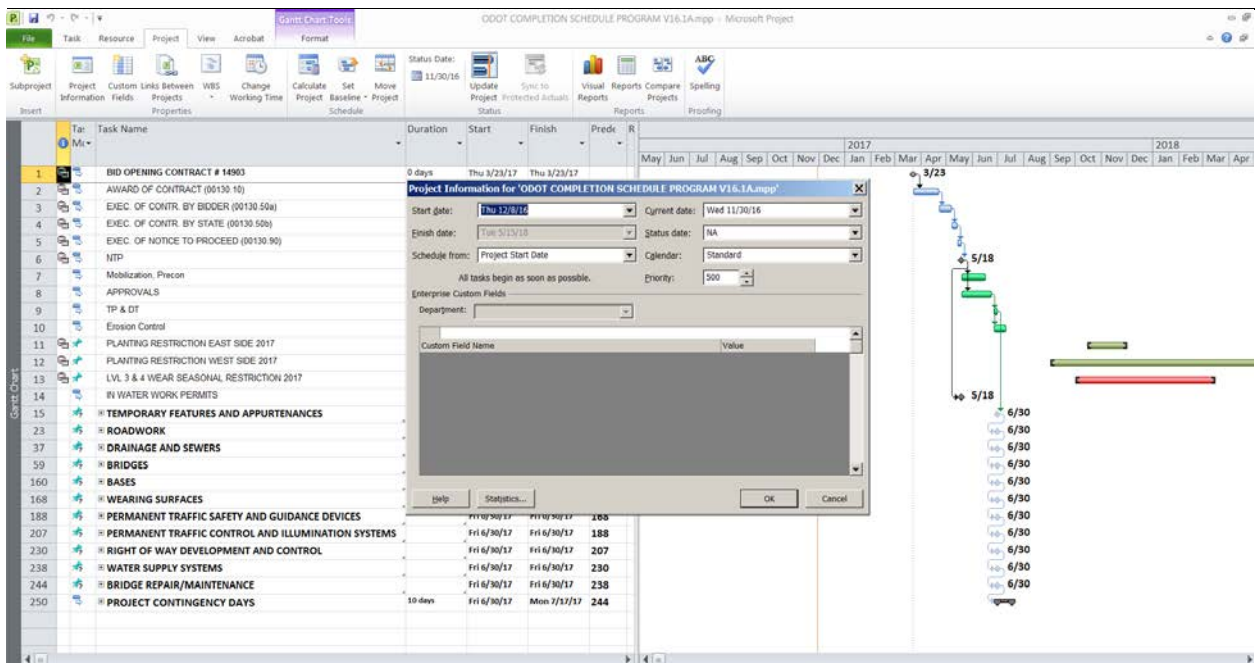 Gantt Chart Tools
ODOT COMPLETION SCHEDULE PROGRAM V16.1A.mpp - Microsoft Project
File Task Resource Project View Acrobat Format
Subproject
Project Information
Custom Fields
Links Between Projects
WBS
Change Working Time
Calculate Project
Set Baseline
Move Project
Status Date:
11/30/16
Update Project
Sync to Protected Actuals
Visual Reports
Reports
Compare Projects
ABC
Spelling
Insert Properties Schedule Status Reports Proofing
Task Name Duration Start Finish Prede R
2017 2018
May Jun Jul Aug Sep Oct Nov Dec Jan Feb Mar Apr May Jun Jul Aug Sep Oct Nov Dec Jan Feb Mar Apr
1 BID OPENING CONTRACT # 14903 0 days Thu 3/23/17 Thu 3/23/17 3/23
2 AWARD OF CONTRACT (00130.10)
3 EXEC. OF CONTR. BY BIDDER (00130.50a)
4 EXEC. OF CONTR. BY STATE (00130.50b)
5 EXEC. OF NOTICE TO PROCEED (00130.90)
6 NTP 5/18
7 Mobilization, Precon
8 APPROVALS
9 TP & DT
10 Erosion Control
11 PLANTING RESTRICTION EAST SIDE 2017
12 PLANTING RESTRICTION WEST SIDE 2017
13 LVL 3 & 4 WEAR SEASONAL RESTRICTION 2017
14 IN WATER WORK PERMITS 5/18
15 TEMPORARY FEATURES AND APPURTENANCES 6/30
23 ROADWORK 6/30
37 DRAINAGE AND SEWERS 6/30
59 BRIDGES 6/30
160 BASES 6/30
168 WEARING SURFACES 6/30
188 PERMANENT TRAFFIC SAFETY AND GUIDANCE DEVICES Fri 6/30/17 Fri 6/30/17 168 6/30
207 PERMANENT TRAFFIC CONTROL AND ILLUMINATION SYSTEMS Fri 6/30/17 Fri 6/30/17 188 6/30
230 RIGHT OF WAY DEVELOPMENT AND CONTROL Fri 6/30/17 Fri 6/30/17 207 6/30
238 WATER SUPPLY SYSTEMS Fri 6/30/17 Fri 6/30/17 230 6/30
244 BRIDGE REPAIR/MAINTENANCE Fri 6/30/17 Fri 6/30/17 238 6/30
250 PROJECT CONTINGENCY DAYS 10 days Fri 6/30/17 Mon 7/17/17 244
Gantt Chart
Project Information for 'ODOT COMPLETION SCHEDULE PROGRAM V16.1A.mpp'
Start date: Thu 12/8/16 Current date: Wed 11/30/16
Finish date: Tue 5/15/18 Status date: NA
Schedule from: Project Start Date Calendar: Standard
All tasks begin as soon as possible. Priority: 500
Enterprise Custom Fields
Department:
Custom Field Name Value
Help Statistics... OK Cancel